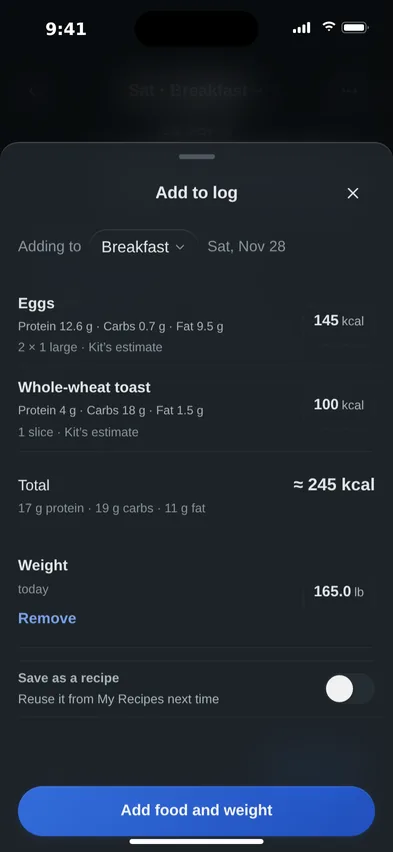 9:41
Sat · Breakfast
Add to log
Adding to Breakfast Sat, Nov 28
Eggs
Protein 12.6 g · Carbs 0.7 g · Fat 9.5 g
2 × 1 large · Kit's estimate
145 kcal
Whole-wheat toast
Protein 4 g · Carbs 18 g · Fat 1.5 g
1 slice · Kit's estimate
100 kcal
Total
≈ 245 kcal
17 g protein · 19 g carbs · 11 g fat
Weight
today
165.0 lb
Remove
Save as a recipe
Reuse it from My Recipes next time
Add food and weight